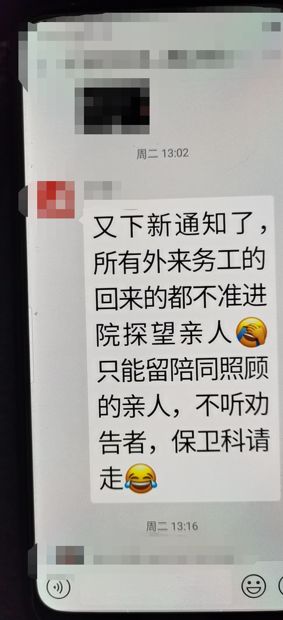 周二 13:02
又下新通知了，
所有外来务工的
回来的都不准进
院探望亲人🤦
只能留陪同照顾
的亲人，不听劝
告者，保卫科请
走😂
周二 13:16